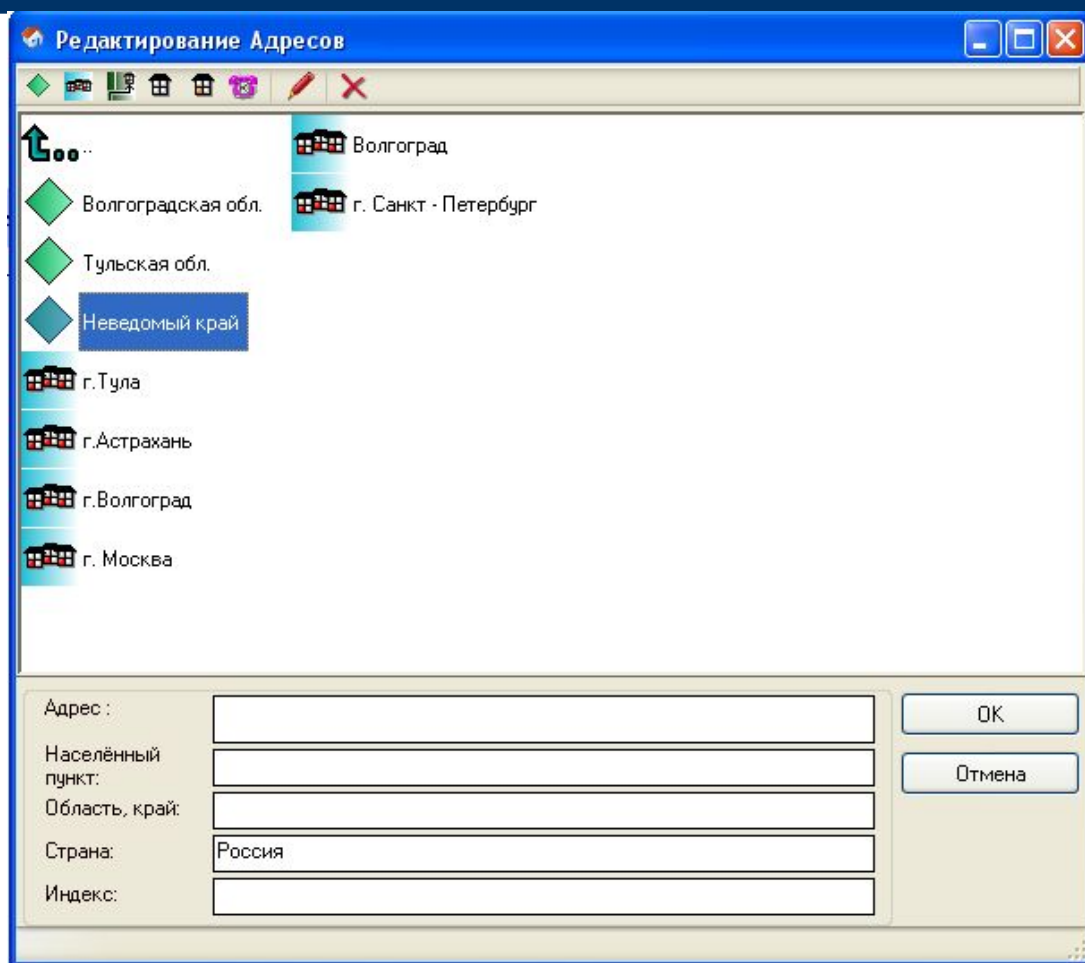 Редактирование Адресов
..
Волгоградская обл.
Тульская обл.
Неведомый край
г.Тула
г.Астрахань
г.Волгоград
г. Москва
Волгоград
г. Санкт - Петербург
Адрес :
Населённый
пункт:
Область, край:
Страна:
Россия
Индекс:
OK
Отмена